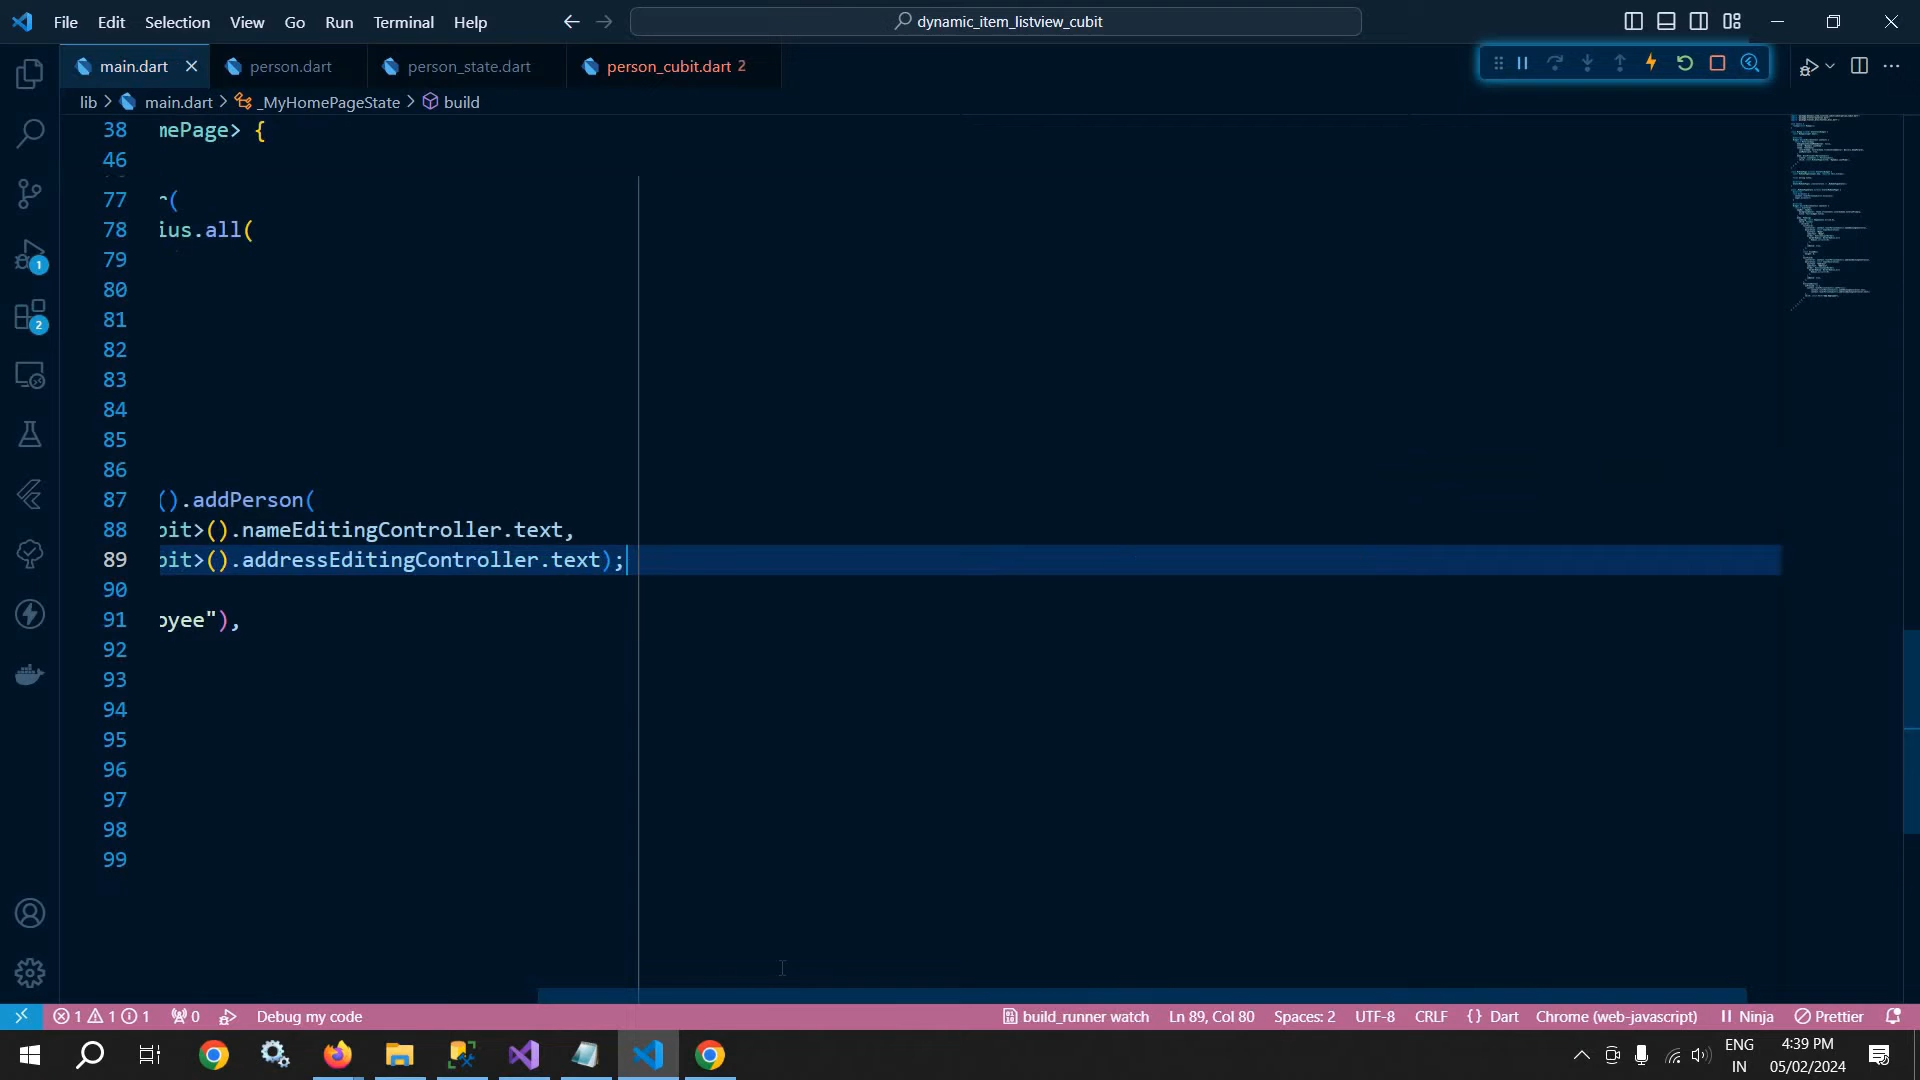 File Edit Selection View Go Run Terminal Help
dynamic_item_listview_cubit
main.dart
person.dart
person_state.dart
person_cubit.dart 2
lib > main.dart > _MyHomePageState > build
38 mePage> {
46
77 (
78 ius.all(
79
80
81
82
83
84
85
86
87 ().addPerson(
88 bit>().nameEditingController.text,
89 bit>().addressEditingController.text);
90
91 oyee"),
92
93
94
95
96
97
98
99
1
2
1 1 1 0 Debug my code
build_runner watch Ln 89, Col 80 Spaces: 2 UTF-8 CRLF {} Dart Chrome (web-javascript) Ninja Prettier
ENG
IN
4:39 PM
05/02/2024